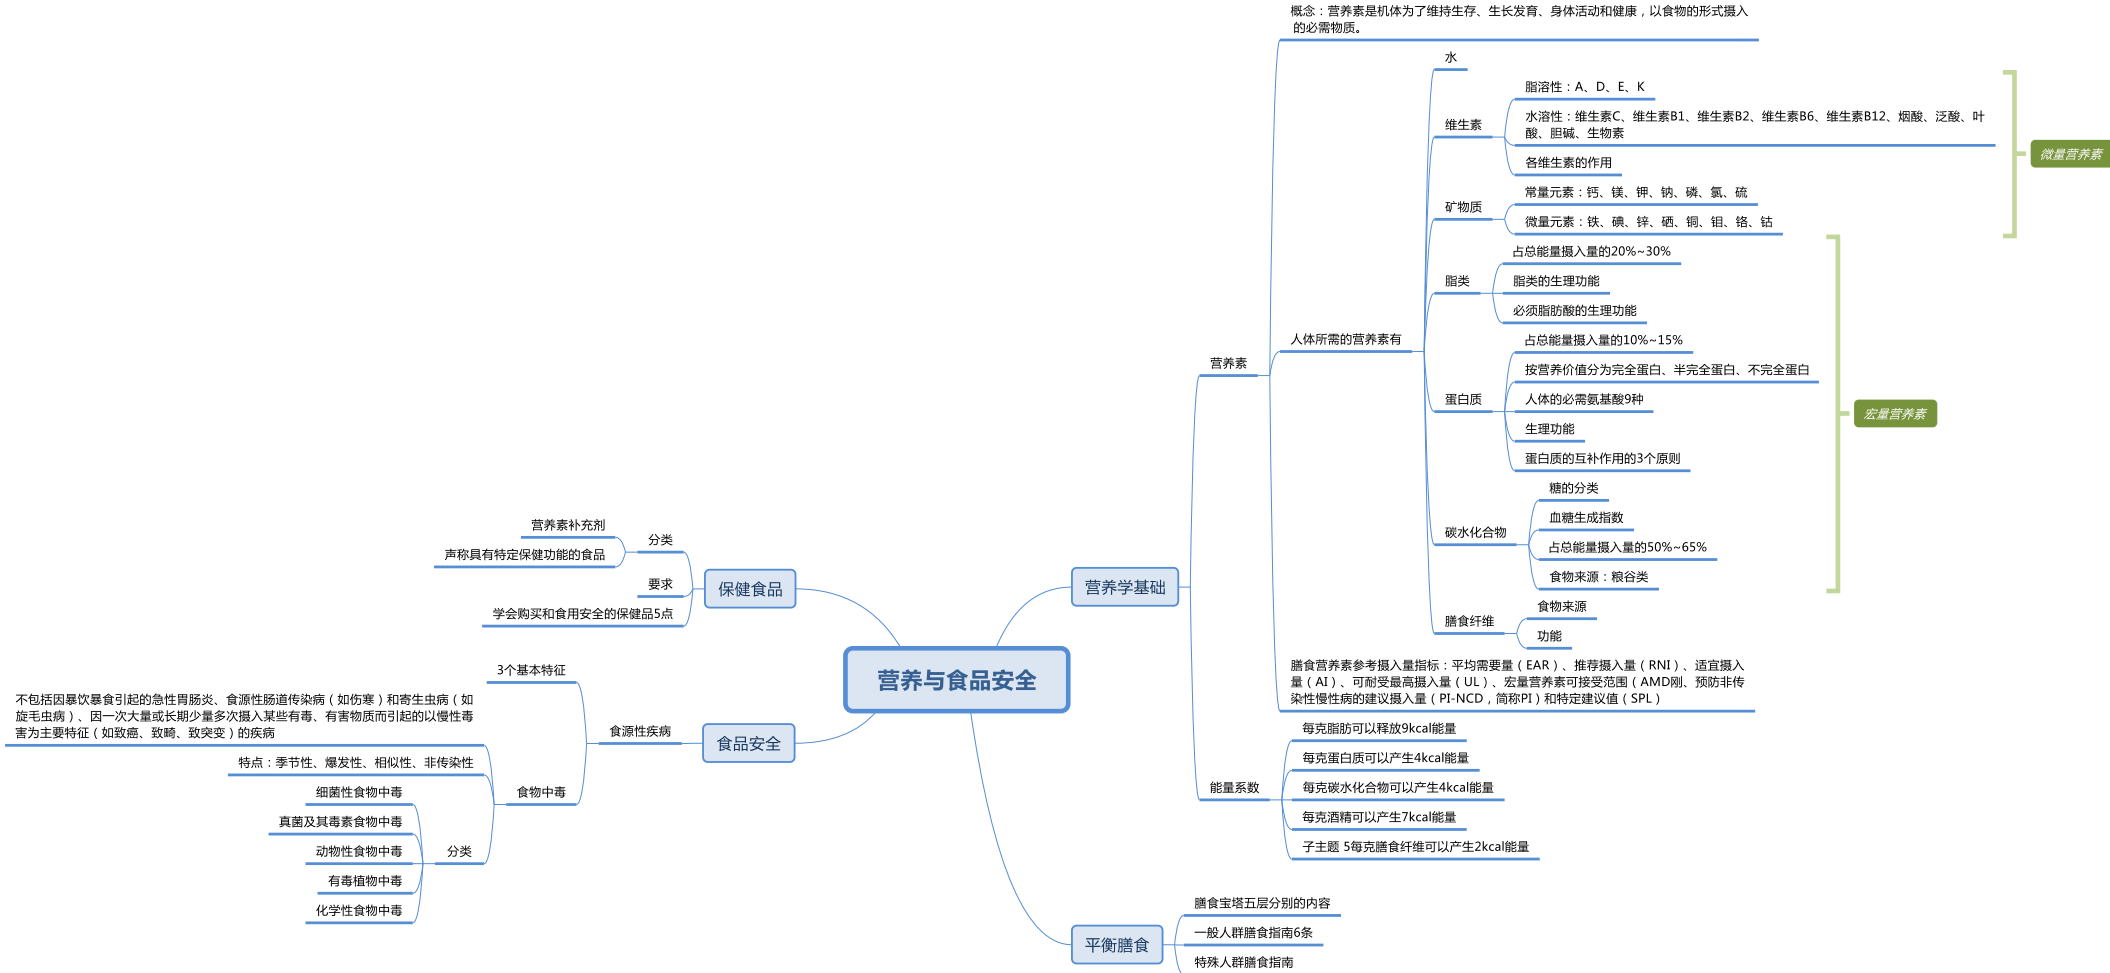 营养与食品安全
营养学基础
营养素
概念：营养素是机体为了维持生存、生长发育、身体活动和健康，以食物的形式摄入
的必需物质。
人体所需的营养素有
水
维生素
脂溶性：A、D、E、K
水溶性：维生素C、维生素B1、维生素B2、维生素B6、维生素B12、烟酸、泛酸、叶
酸、胆碱、生物素
各维生素的作用
矿物质
常量元素：钙、镁、钾、钠、磷、氯、硫
微量元素：铁、碘、锌、硒、铜、钼、铬、钴
微量营养素
脂类
占总能量摄入量的20%~30%
脂类的生理功能
必须脂肪酸的生理功能
蛋白质
占总能量摄入量的10%~15%
按营养价值分为完全蛋白、半完全蛋白、不完全蛋白
人体的必需氨基酸9种
生理功能
蛋白质的互补作用的3个原则
碳水化合物
糖的分类
血糖生成指数
占总能量摄入量的50%~65%
食物来源：粮谷类
宏量营养素
膳食纤维
食物来源
功能
膳食营养素参考摄入量指标：平均需要量（EAR）、推荐摄入量（RNI）、适宜摄入
量（AI）、可耐受最高摄入量（UL）、宏量营养素可接受范围（AMD刚、预防非传
染性慢性病的建议摄入量（PI-NCD，简称PI）和特定建议值（SPL）
能量系数
每克脂肪可以释放9kcal能量
每克蛋白质可以产生4kcal能量
每克碳水化合物可以产生4kcal能量
每克酒精可以产生7kcal能量
子主题 5每克膳食纤维可以产生2kcal能量
平衡膳食
膳食宝塔五层分别的内容
一般人群膳食指南6条
特殊人群膳食指南
保健食品
分类
营养素补充剂
声称具有特定保健功能的食品
要求
学会购买和食用安全的保健品5点
食品安全
食源性疾病
3个基本特征
食物中毒
不包括因暴饮暴食引起的急性胃肠炎、食源性肠道传染病（如伤寒）和寄生虫病（如
旋毛虫病）、因一次大量或长期少量多次摄入某些有毒、有害物质而引起的以慢性毒
害为主要特征（如致癌、致畸、致突变）的疾病
特点：季节性、爆发性、相似性、非传染性
分类
细菌性食物中毒
真菌及其毒素食物中毒
动物性食物中毒
有毒植物中毒
化学性食物中毒